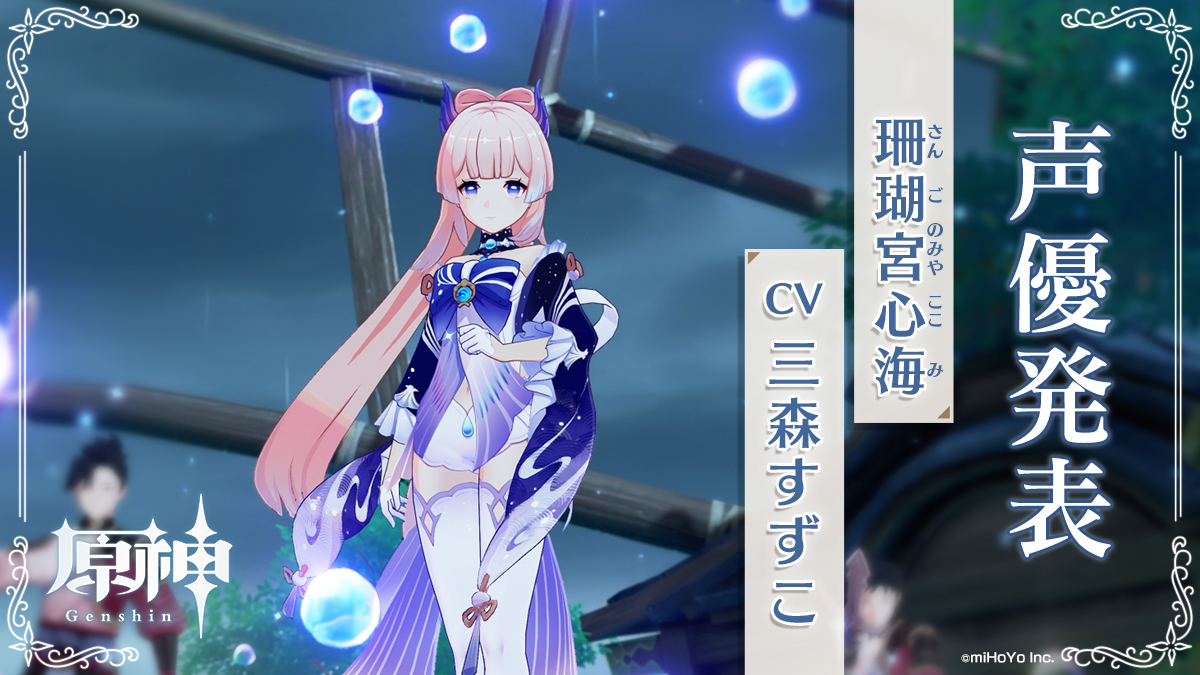 声優発表
珊瑚宮心海
さんごのみやここみ
CV 三森すずこ
原神
Genshin
©miHoYo Inc.